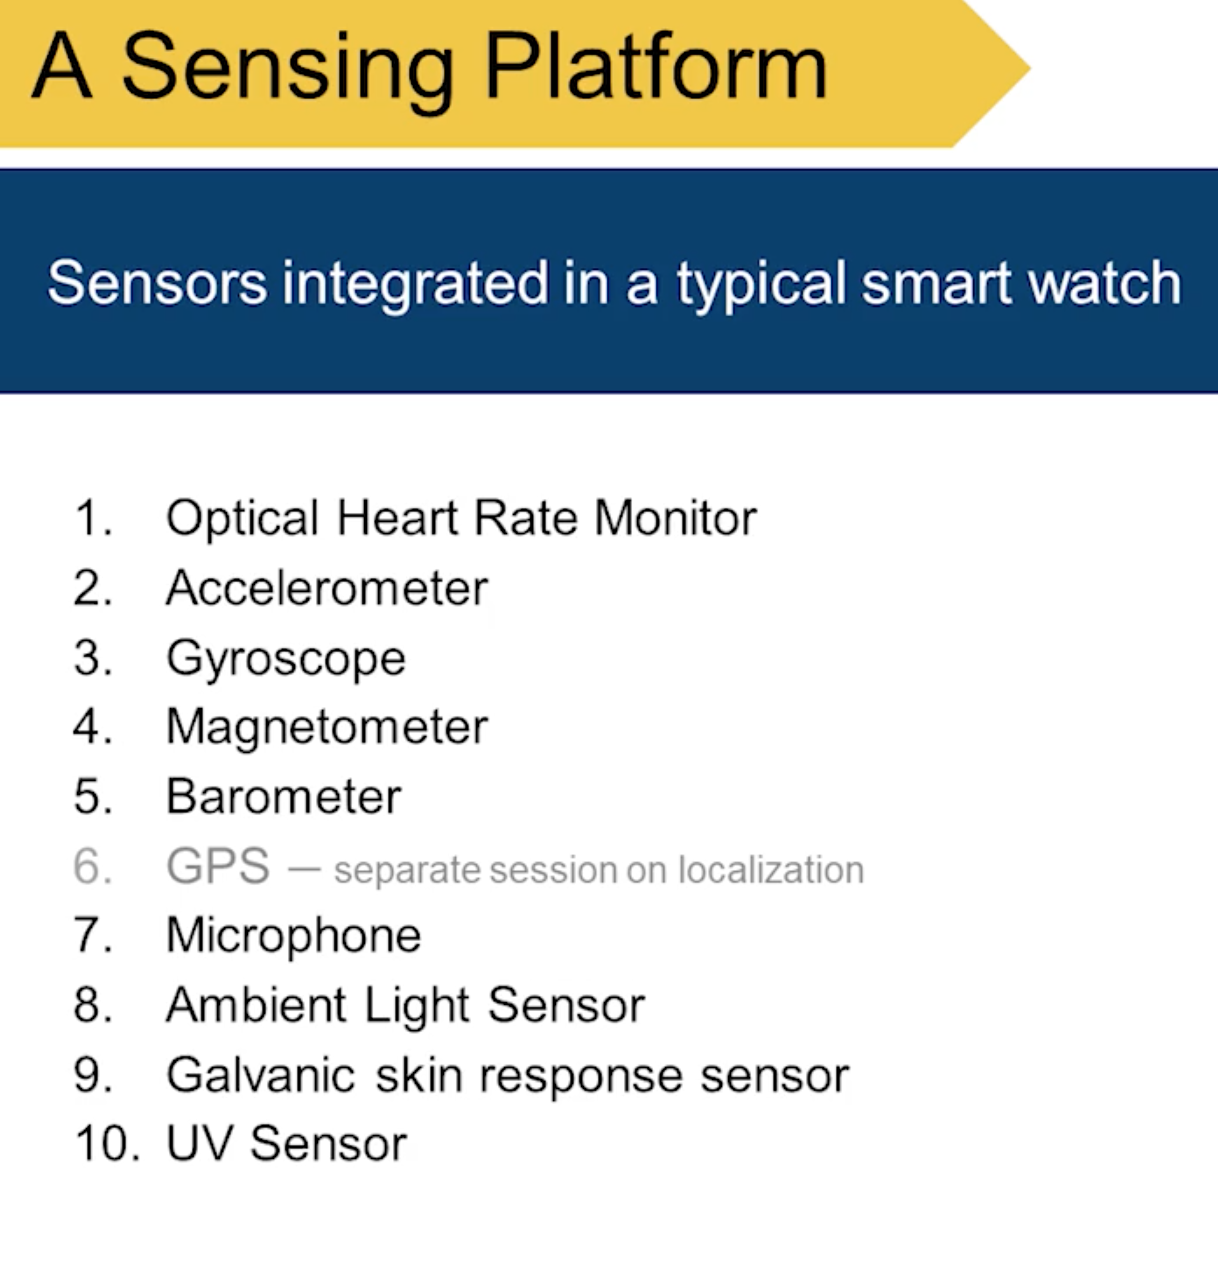 A Sensing Platform
Sensors integrated in a typical smart watch
1. Optical Heart Rate Monitor
2. Accelerometer
3. Gyroscope
4. Magnetometer
5. Barometer
6. GPS — separate session on localization
7. Microphone
8. Ambient Light Sensor
9. Galvanic skin response sensor
10. UV Sensor